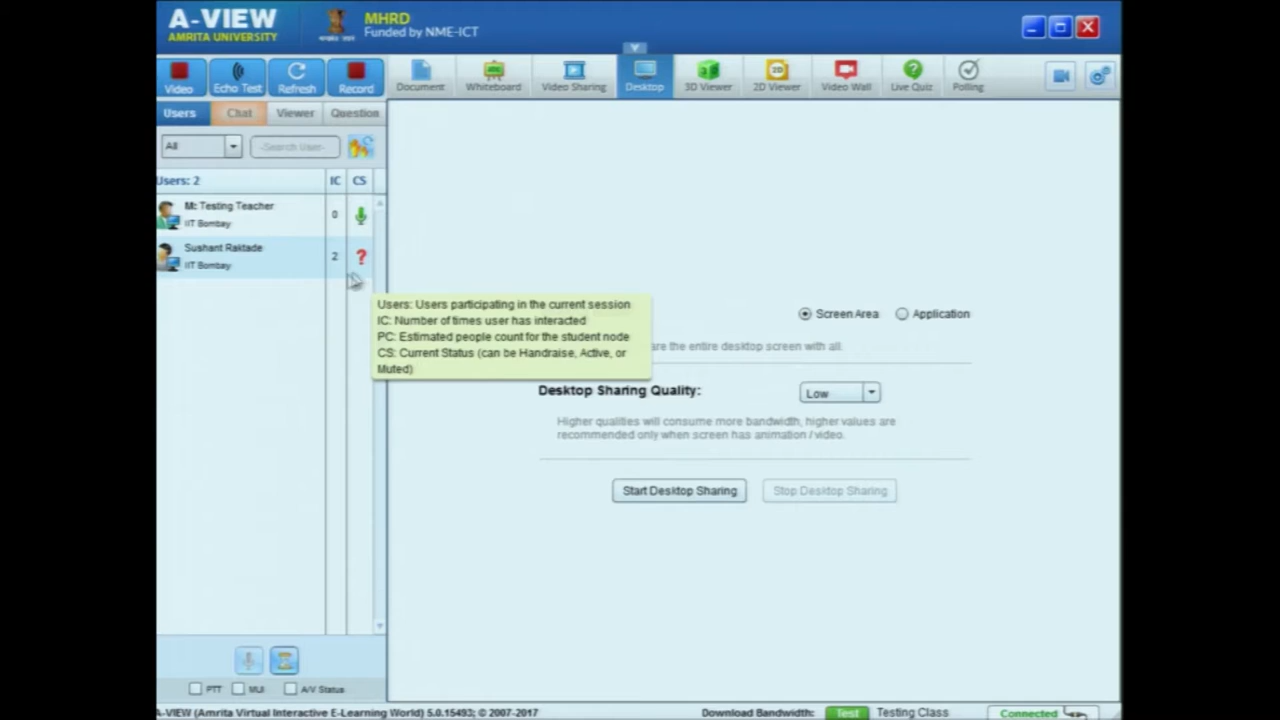 A-VIEW
AMRITA UNIVERSITY
MHRD
Funded by NME-ICT
Video
Echo Test
Refresh
Record
Document
Whiteboard
Video Sharing
Desktop
3D Viewer
2D Viewer
Video Wall
Live Quiz
Polling
Users
Chat
Viewer
Question
All
-Search User-
Users: 2
IC
CS
M: Testing Teacher
0
IIT Bombay
Sushant Raktade
2
?
IIT Bombay
Users: Users participating in the current session
IC: Number of times user has interacted
PC: Estimated people count for the student node
CS: Current Status (can be Handraise, Active, or
Muted)
Screen Area
Application
are the entire desktop screen with all.
Desktop Sharing Quality:
Low
Higher qualities will consume more bandwidth, higher values are
recommended only when screen has animation / video.
Start Desktop Sharing
Stop Desktop Sharing
PTT
MUI
A/V Status
A-VIEW (Amrita Virtual Interactive E-Learning World) 5.0.15493; © 2007-2017
Download Bandwidth:
Test
Testing Class
Connected